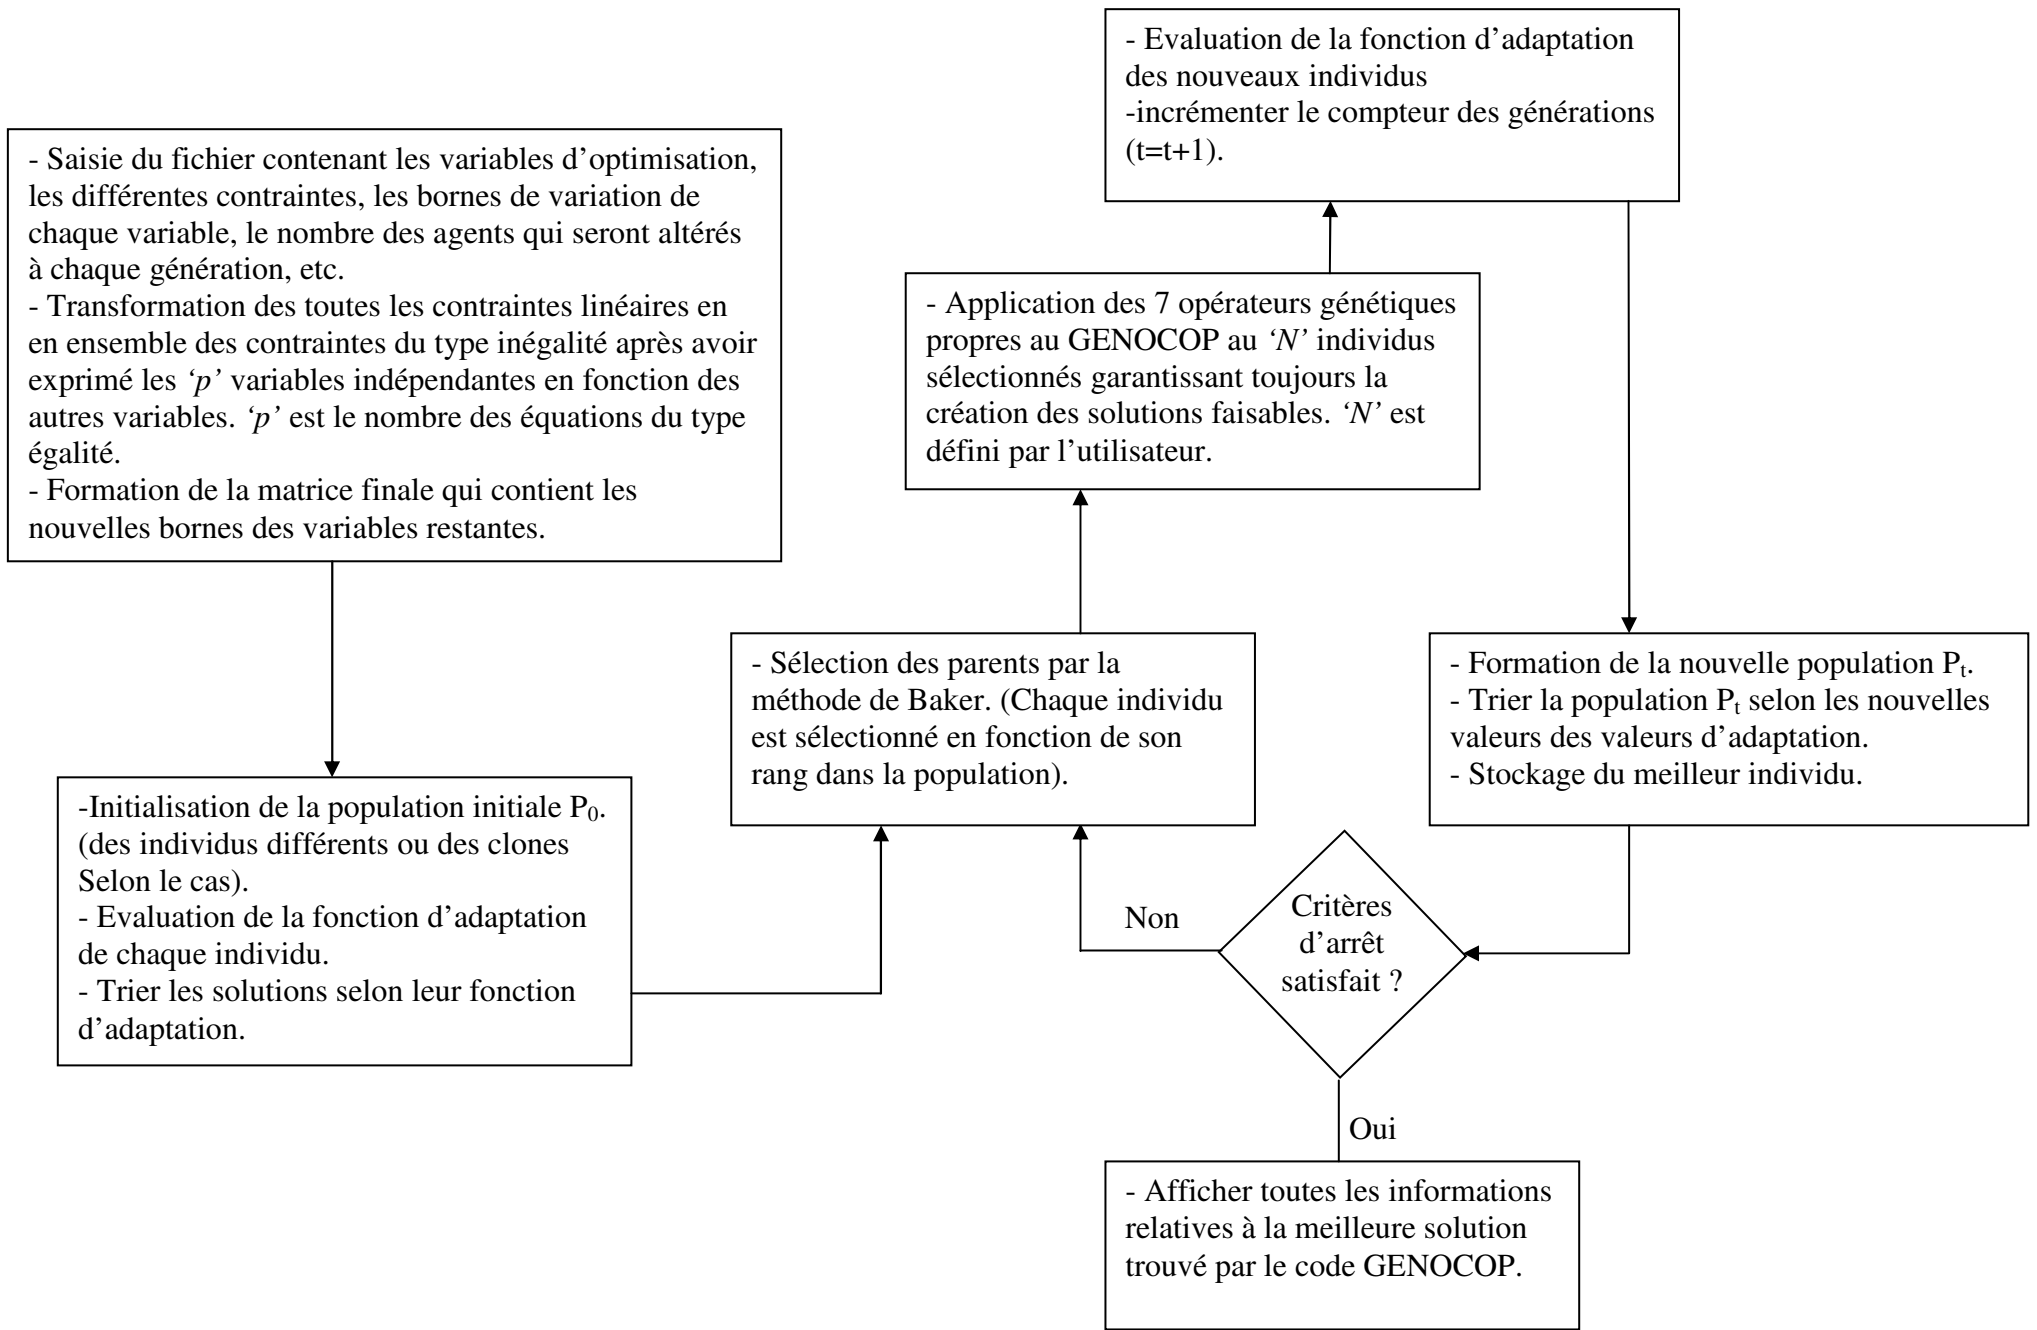 - Saisie du fichier contenant les variables d’optimisation,
les différentes contraintes, les bornes de variation de
chaque variable, le nombre des agents qui seront altérés
à chaque génération, etc.
- Transformation des toutes les contraintes linéaires en
en ensemble des contraintes du type inégalité après avoir
exprimé les ‘p’ variables indépendantes en fonction des
autres variables. ‘p’ est le nombre des équations du type
égalité.
- Formation de la matrice finale qui contient les
nouvelles bornes des variables restantes.
-Initialisation de la population initiale P₀.
(des individus différents ou des clones
Selon le cas).
- Evaluation de la fonction d’adaptation
de chaque individu.
- Trier les solutions selon leur fonction
d’adaptation.
- Sélection des parents par la
méthode de Baker. (Chaque individu
est sélectionné en fonction de son
rang dans la population).
- Application des 7 opérateurs génétiques
propres au GENOCOP au ‘N’ individus
sélectionnés garantissant toujours la
création des solutions faisables. ‘N’ est
défini par l’utilisateur.
- Evaluation de la fonction d’adaptation
des nouveaux individus
-incrémenter le compteur des générations
(t=t+1).
- Formation de la nouvelle population Pₜ.
- Trier la population Pₜ selon les nouvelles
valeurs des valeurs d’adaptation.
- Stockage du meilleur individu.
Critères
d’arrêt
satisfait ?
Non
Oui
- Afficher toutes les informations
relatives à la meilleure solution
trouvé par le code GENOCOP.